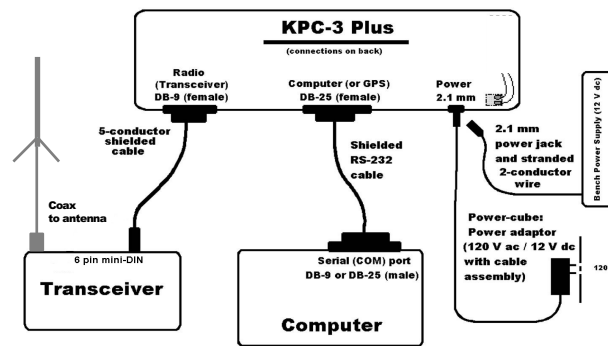 KPC-3 Plus
(connections on back)
Radio
(Transceiver)
DB-9 (female)
Computer (or GPS)
DB-25 (female)
Power
2.1 mm
5-conductor
shielded
cable
Shielded
RS-232
cable
2.1 mm
power jack
and stranded
2-conductor
wire
Bench Power Supply (12 V dc)
Coax
to antenna
Power-cube:
Power adaptor
(120 V ac / 12 V dc
with cable
assembly)
120
6 pin mini-DIN
Transceiver
Serial (COM) port
DB-9 or DB-25 (male)
Computer